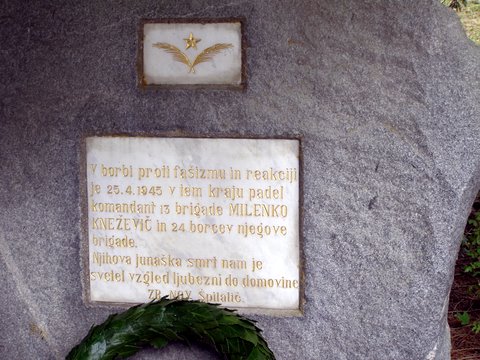 V borbi proti fašizmu in reakciji
je 25.4.1945 v tem kraju padel
komandant 13 brigade MILENKO
KNEŽEVIČ in 24 borcev njegove
brigade.
Njihova junaška smrt nam je
svetel vzgled ljubezni do domovine
ZB NOV Špitalič.